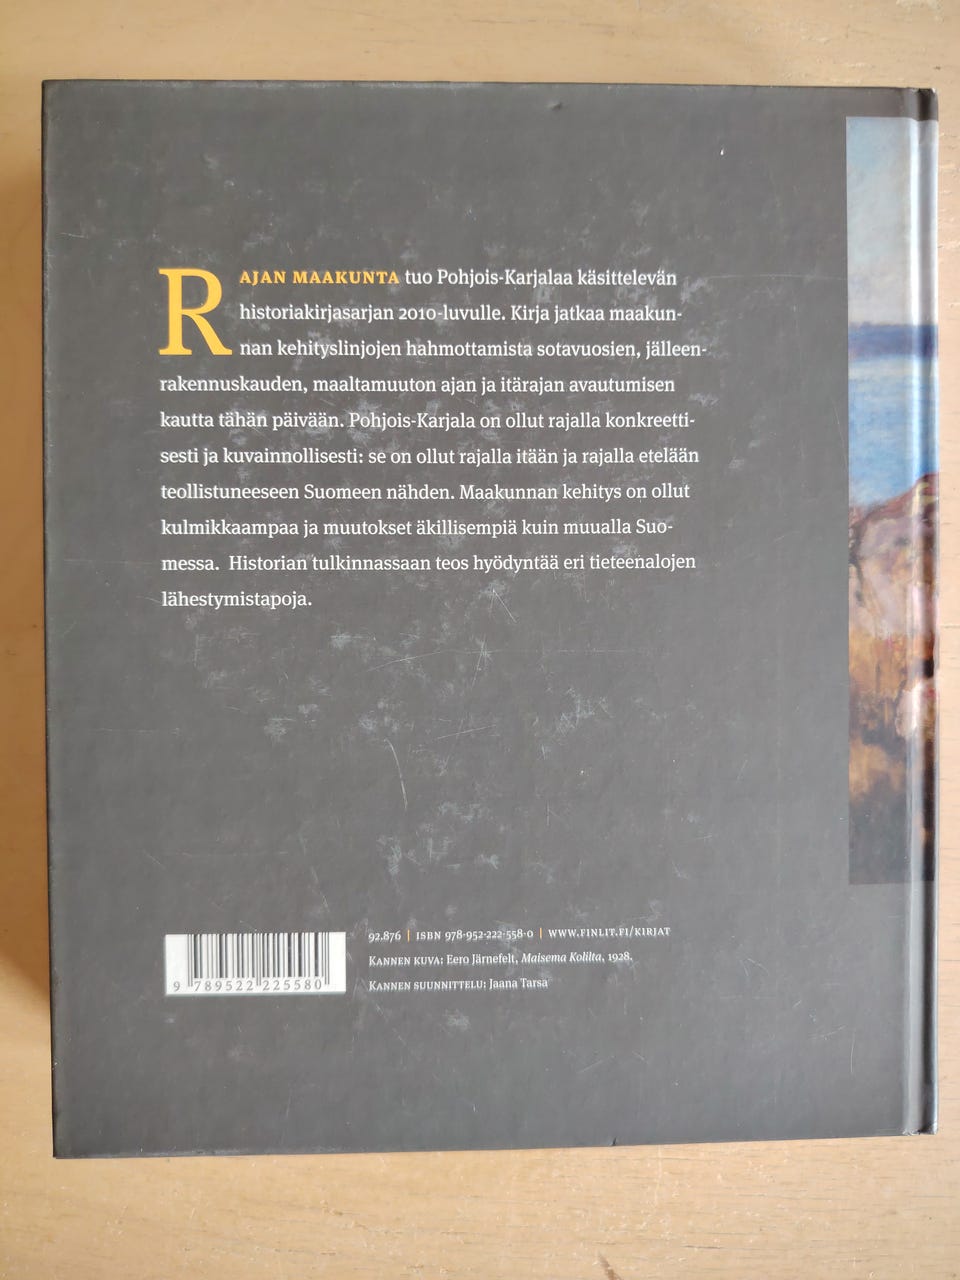 RAJAN MAAKUNTA tuo Pohjois-Karjalaa käsittelevän
historiakirjasarjan 2010-luvulle. Kirja jatkaa maakun-
nan kehityslinjojen hahmottamista sotavuosien, jälleen-
rakennuskauden, maaltamuuton ajan ja itärajan avautumisen
kautta tähän päivään. Pohjois-Karjala on ollut rajalla konkreetti-
sesti ja kuvainnollisesti: se on ollut rajalla itään ja rajalla etelään
teollistuneeseen Suomeen nähden. Maakunnan kehitys on ollut
kulmikkaampaa ja muutokset äkillisempiä kuin muualla Suo-
messa. Historian tulkinnassaan teos hyödyntää eri tieteenalojen
lähestymistapoja.
92.876 | ISBN 978-952-222-558-0 | WWW.FINLIT.FI/KIRJAT
KANNEN KUVA: Eero Järnefelt, Maisema Kolilta, 1928.
KANNEN SUUNNITTELU: Jaana Tarsa
9 789522 225580